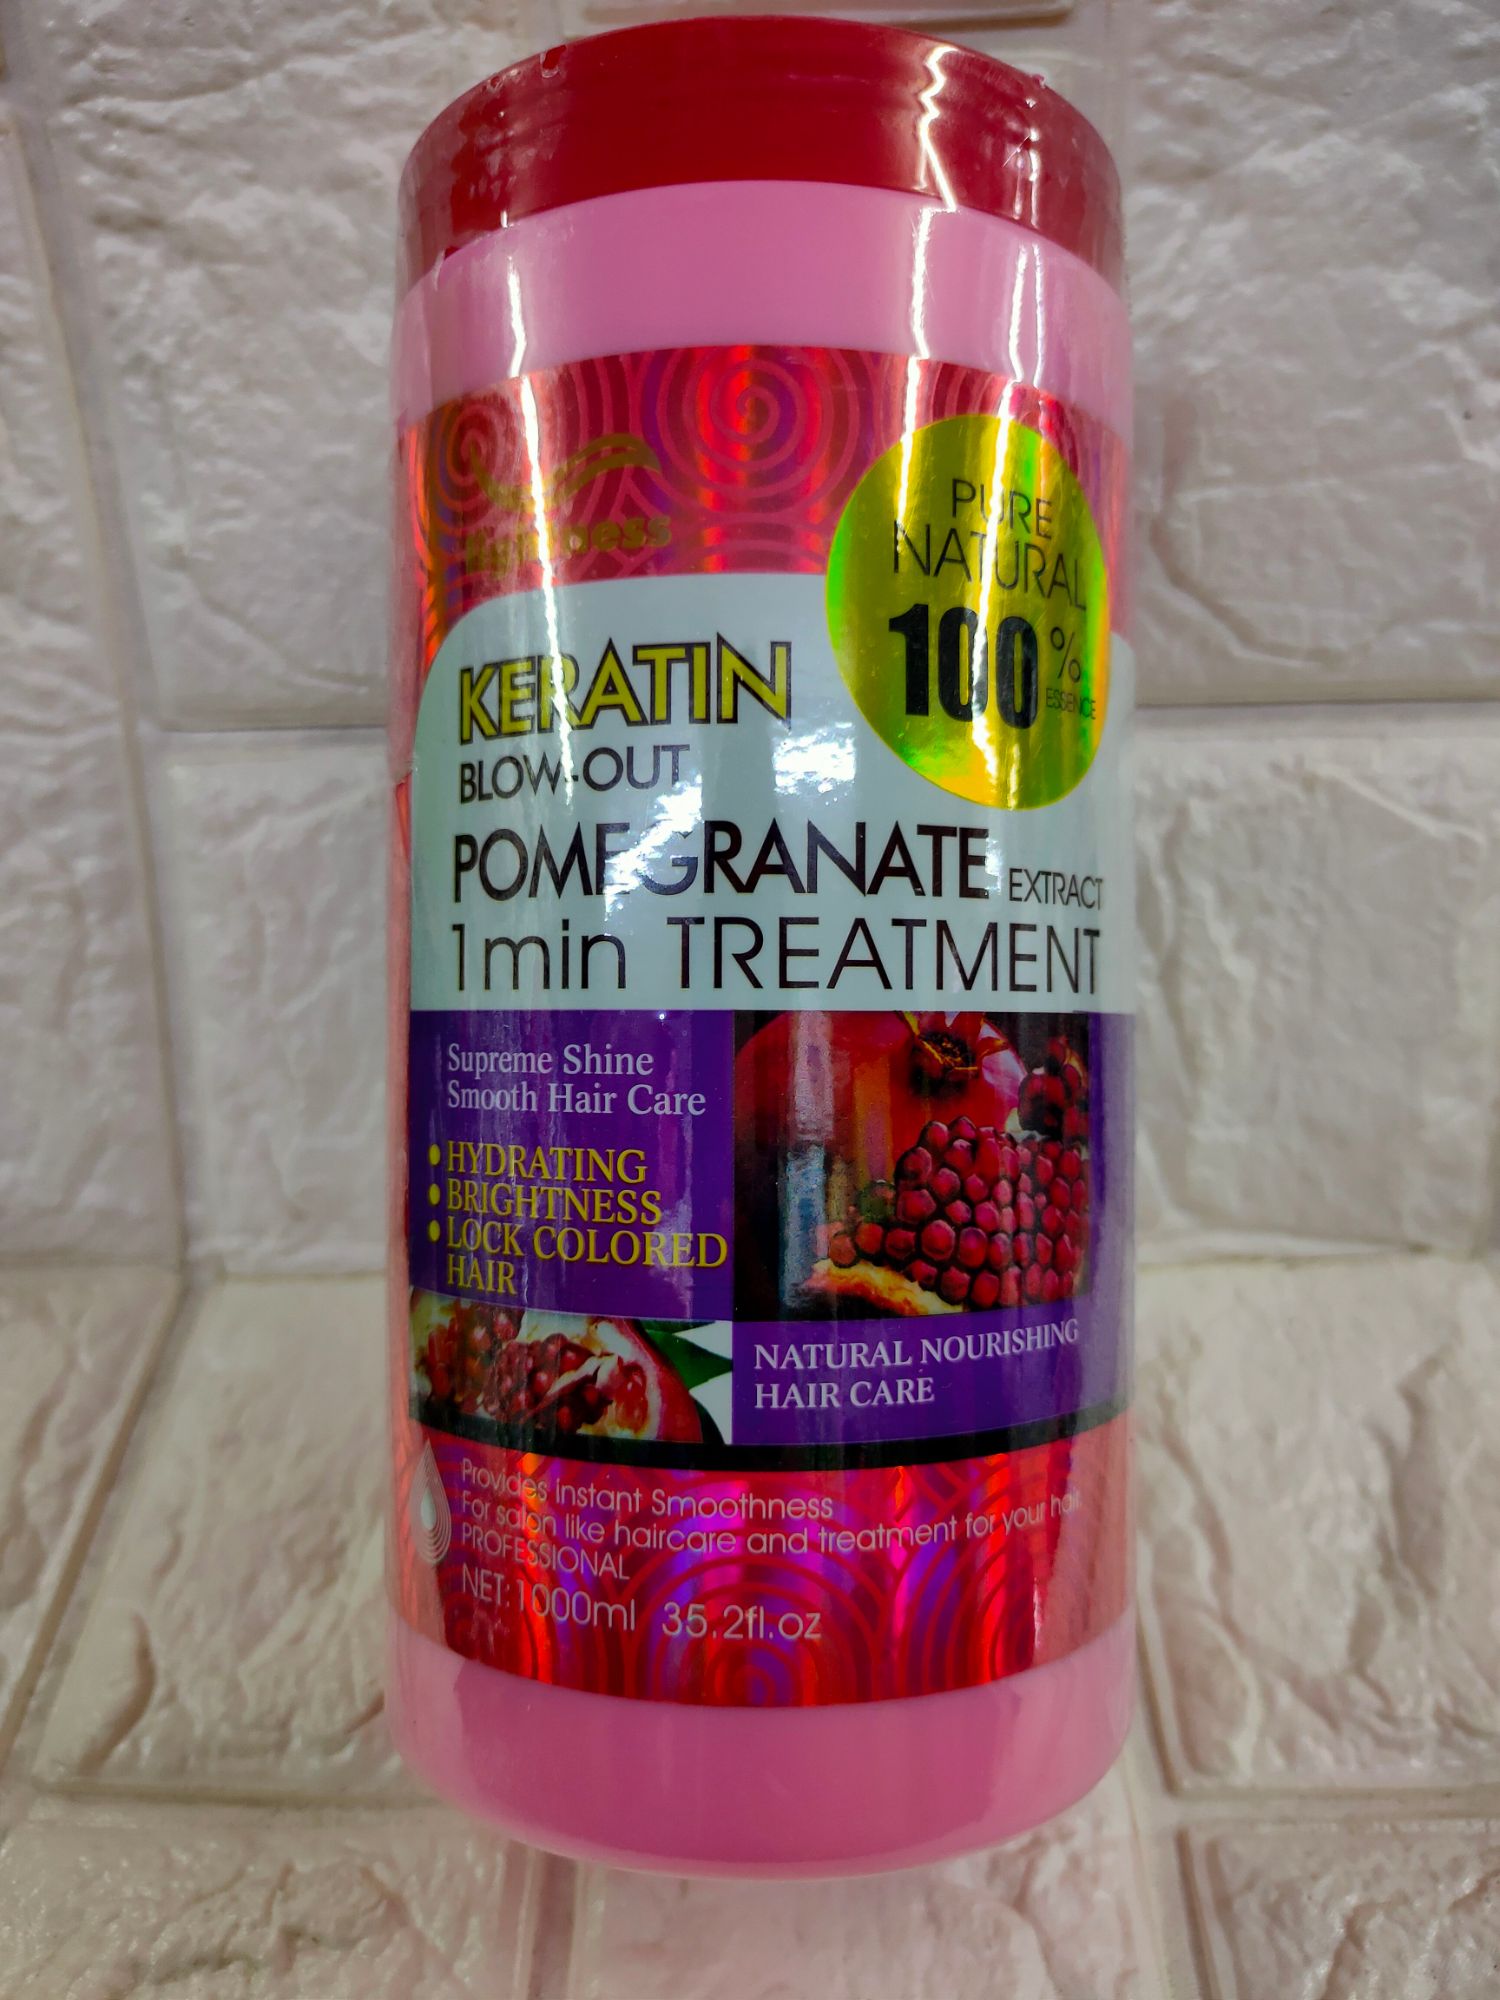 PURE
NATURAL
100%
ESSENCE
KERATIN
BLOW-OUT
POMEGRANATE EXTRACT
1min TREATMENT
Supreme Shine
Smooth Hair Care
• HYDRATING
• BRIGHTNESS
• LOCK COLORED
HAIR
NATURAL NOURISHING
HAIR CARE
Provides instant Smoothness
For salon like haircare and treatment for your hair.
PROFESSIONAL
NET:1000ml 35.2fl.oz